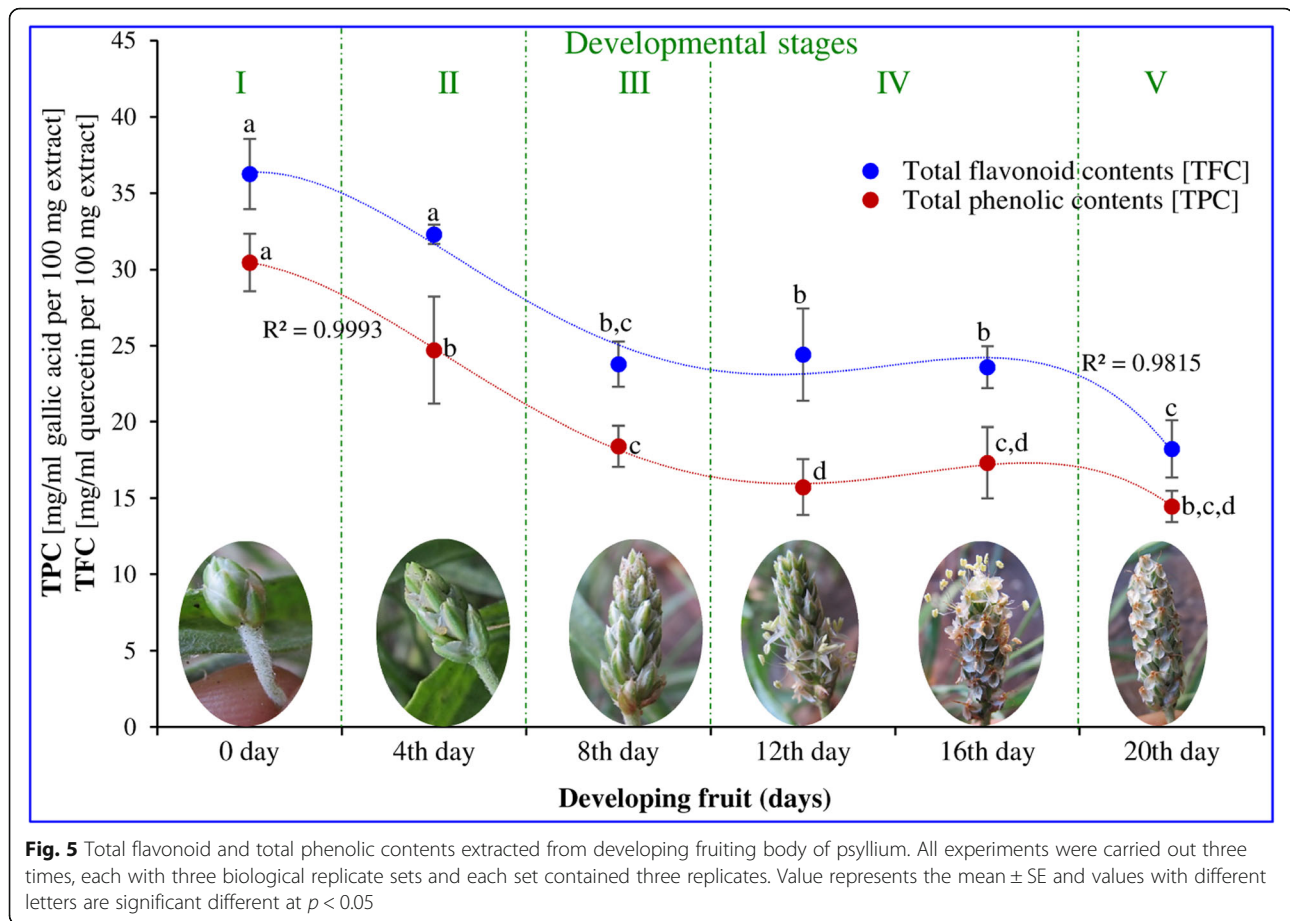 Developmental stages
I II III IV V
TPC [mg/ml gallic acid per 100 mg extract]
TFC [mg/ml quercetin per 100 mg extract]
45
40
35
30
25
20
15
10
5
0
Total flavonoid contents [TFC]
Total phenolic contents [TPC]
a a b,c b b c
a b c d c,d b,c,d
R² = 0.9993
R² = 0.9815
0 day 4th day 8th day 12th day 16th day 20th day
Developing fruit (days)
Fig. 5 Total flavonoid and total phenolic contents extracted from developing fruiting body of psyllium. All experiments were carried out three
times, each with three biological replicate sets and each set contained three replicates. Value represents the mean ± SE and values with different
letters are significant different at p < 0.05